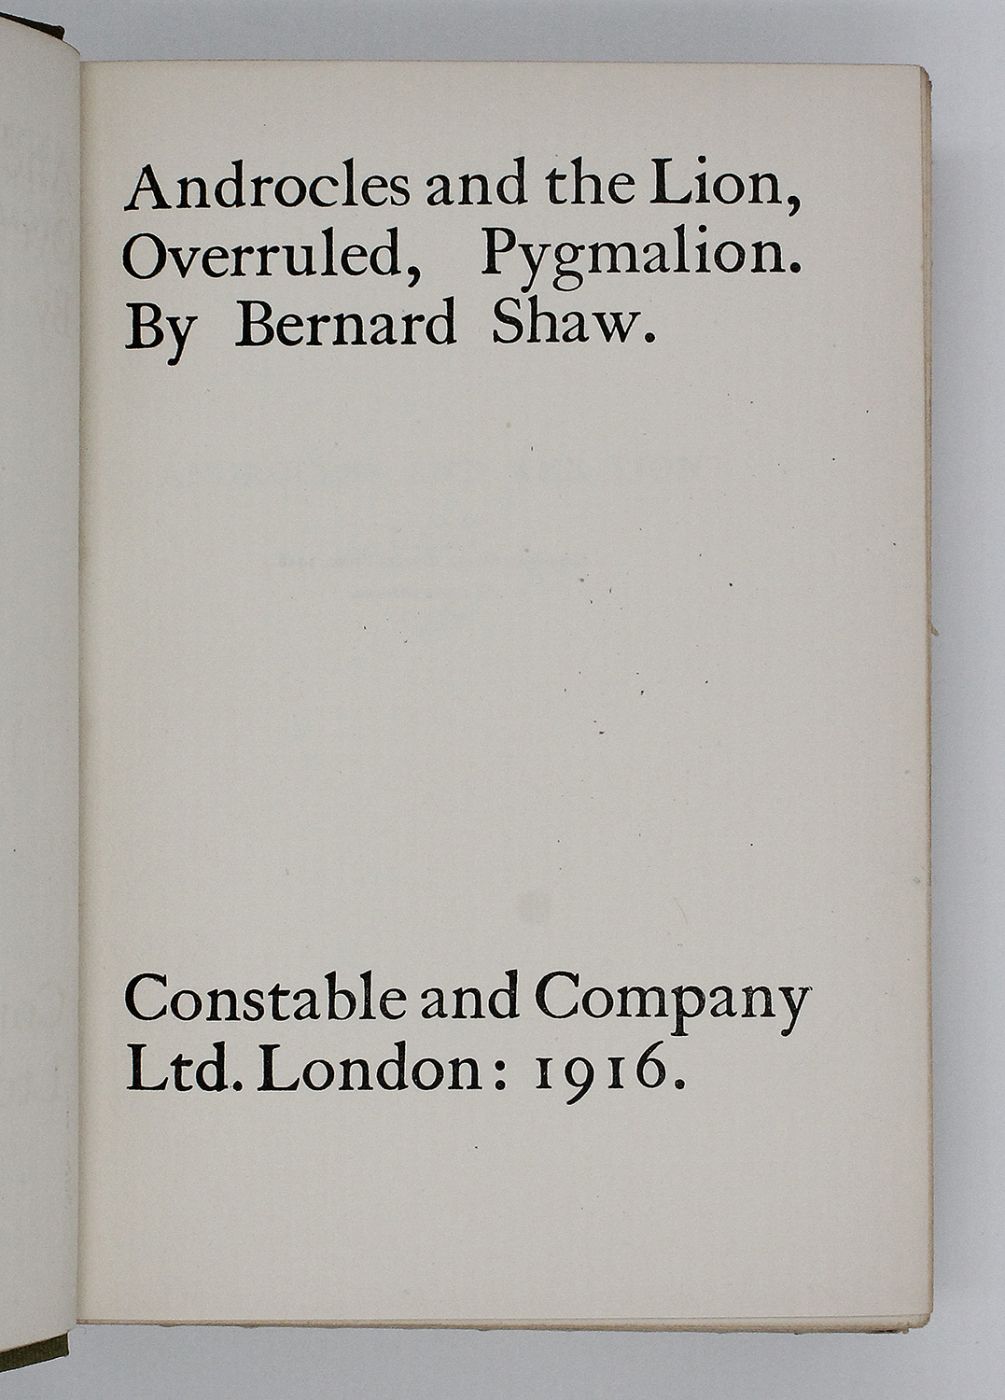 Androcles and the Lion,
Overruled, Pygmalion.
By Bernard Shaw.
Constable and Company
Ltd. London: 1916.